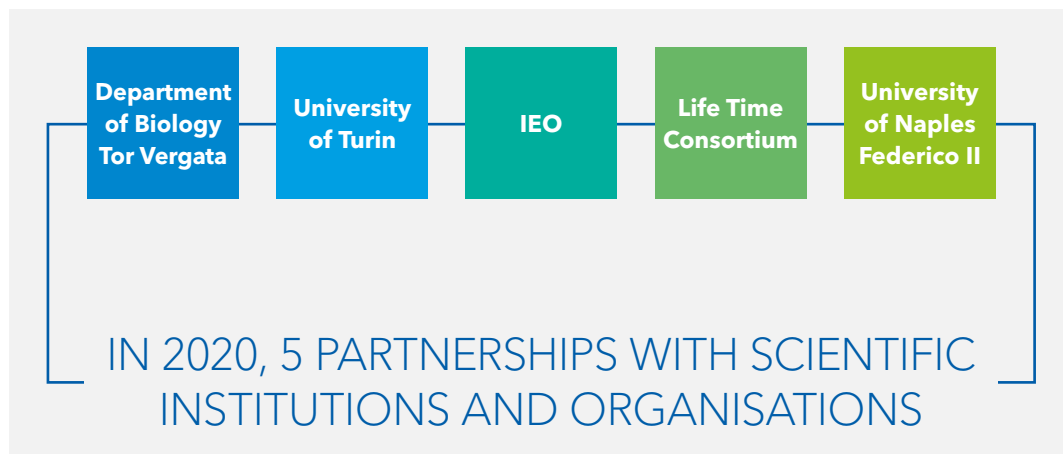 Department
of Biology
Tor Vergata
University
of Turin
IEO
Life Time
Consortium
University
of Naples
Federico II
IN 2020, 5 PARTNERSHIPS WITH SCIENTIFIC
INSTITUTIONS AND ORGANISATIONS